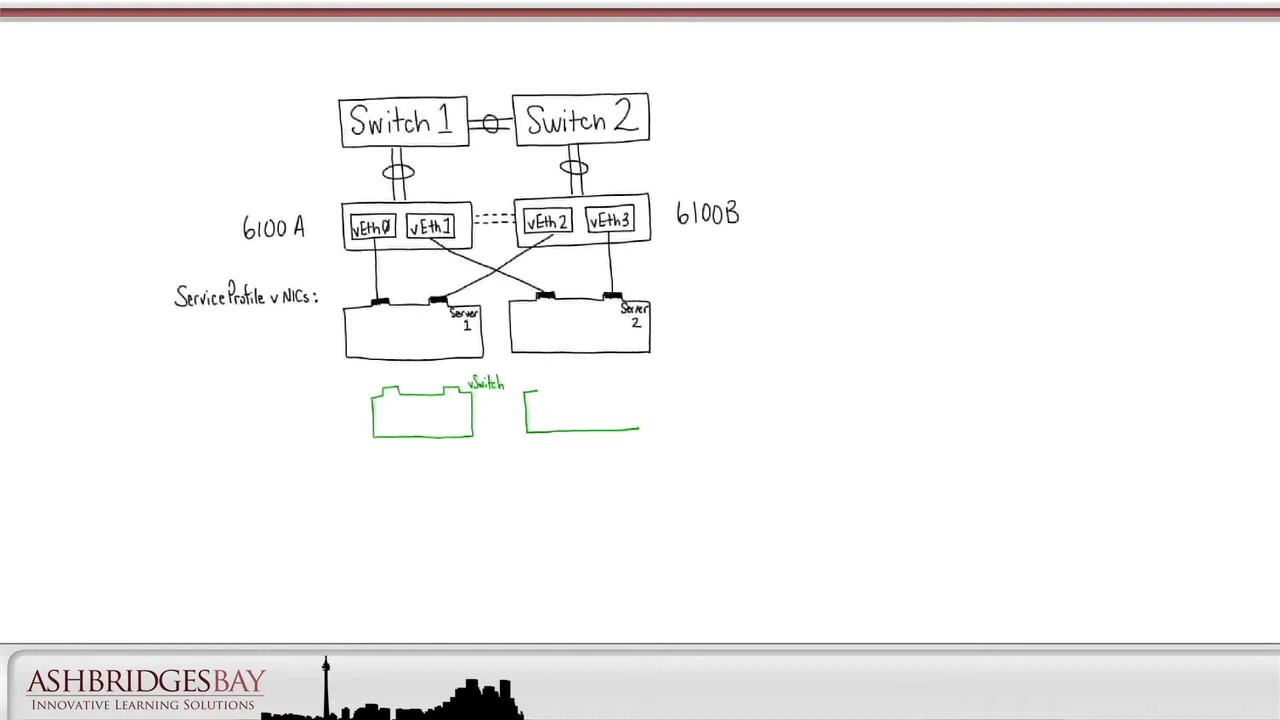 Switch 1
Switch 2
6100 A
vEth0
vEth1
vEth2
vEth3
6100B
Service Profile vNICs:
Server
1
Server
2
vSwitch
ASHBRIDGESBAY
INNOVATIVE LEARNING SOLUTIONS